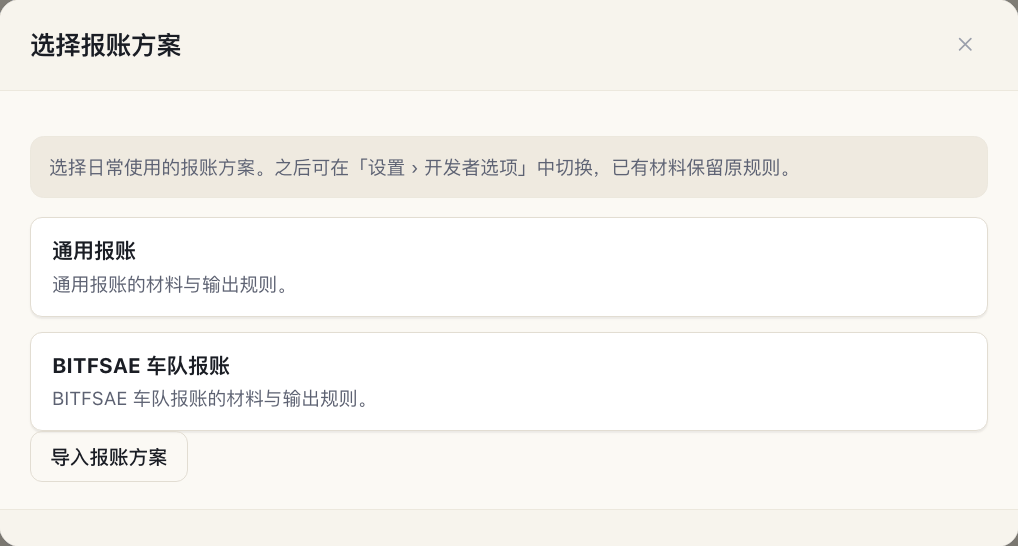 选择报账方案
选择日常使用的报账方案。之后可在「设置 › 开发者选项」中切换，已有材料保留原规则。
通用报账
通用报账的材料与输出规则。
BITFSAE 车队报账
BITFSAE 车队报账的材料与输出规则。
导入报账方案